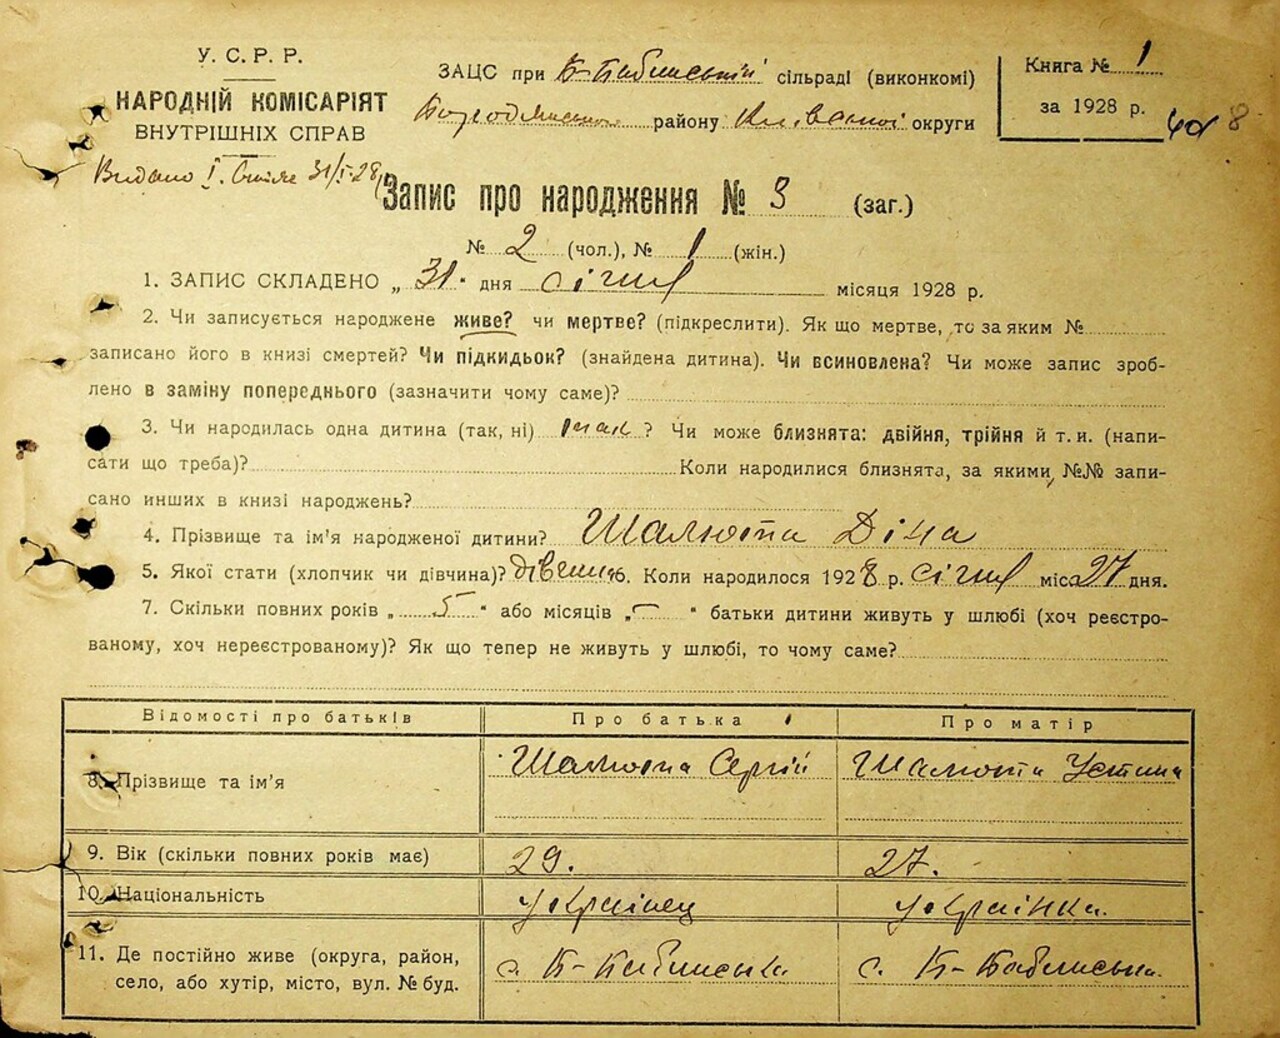 У. С. Р. Р.
НАРОДНІЙ КОМІСАРІЯТ
ВНУТРІШНІХ СПРАВ
ЗАЦС при Б-Бабинській сільраді (виконкомі)
району округи
Книга № 1
за 1928 р.
8
Видано 31/I-28
Запис про народження № 3 (заг.)
№ 2 (чол.), № 1 (жін.)
1. ЗАПИС СКЛАДЕНО „ 31 “ дня січня місяця 1928 р.
2. Чи записується народжене живе? чи мертве? (підкреслити). Як що мертве, то за яким №
записано його в книзі смертей? Чи підкидьок? (знайдена дитина). Чи всиновлена? Чи може запис зроб-
лено в заміну попереднього (зазначити чому саме)?
3. Чи народилась одна дитина (так, ні) так ? Чи може близнята: двійня, трійня й т. и. (напи-
сати що треба)? Коли народилися близнята, за якими №№ запи-
сано инших в книзі народжень?
4. Прізвище та ім'я народженої дитини? Шалюта Діна
5. Якої статі (хлопчик чи дівчина)? дівчина 6. Коли народилося 1928 р. січня міс. 27 дня.
7. Скільки повних років „ 5 “ або місяців „ – “ батьки дитини живуть у шлюбі (хоч реєстро-
ваному, хоч нереєстрованому)? Як що тепер не живуть у шлюбі, то чому саме?
Відомості про батьків Про батька Про матір
8. Прізвище та ім'я Шалюта Сергій Шалюта Устина
9. Вік (скільки повних років має) 29. 27.
10. Національність Українец Українка.
11. Де постійно живе (округа, район, с. Б-Бабинська с. Б-Бабинська.
село, або хутір, місто, вул. № буд.